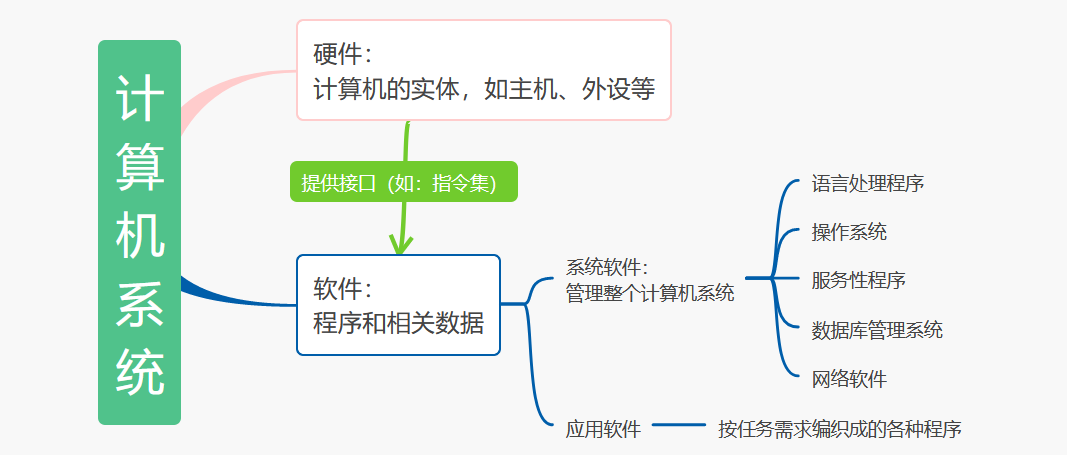 计算机系统
硬件：
计算机的实体，如主机、外设等
提供接口（如：指令集）
软件：
程序和相关数据
系统软件：
管理整个计算机系统
语言处理程序
操作系统
服务性程序
数据库管理系统
网络软件
应用软件
按任务需求编织成的各种程序